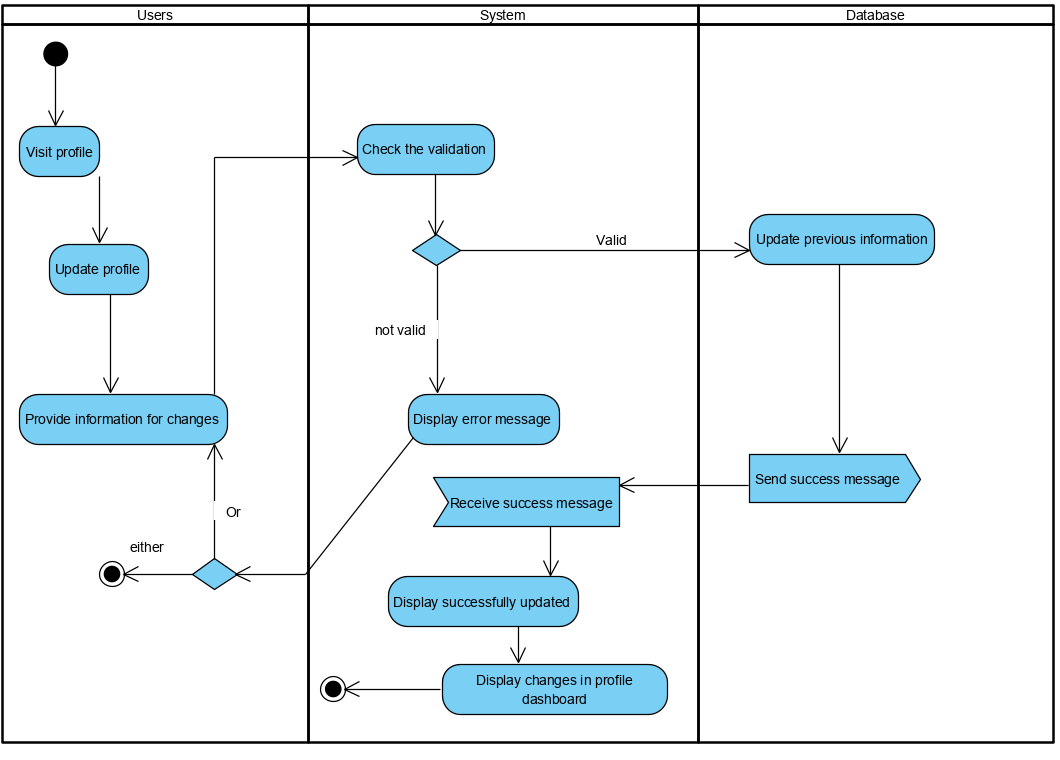 Users
System
Database
Visit profile
Check the validation
Update previous information
Valid
Update profile
not valid
Provide information for changes
Display error message
Send success message
Receive success message
Or
either
Display successfully updated
Display changes in profile
dashboard